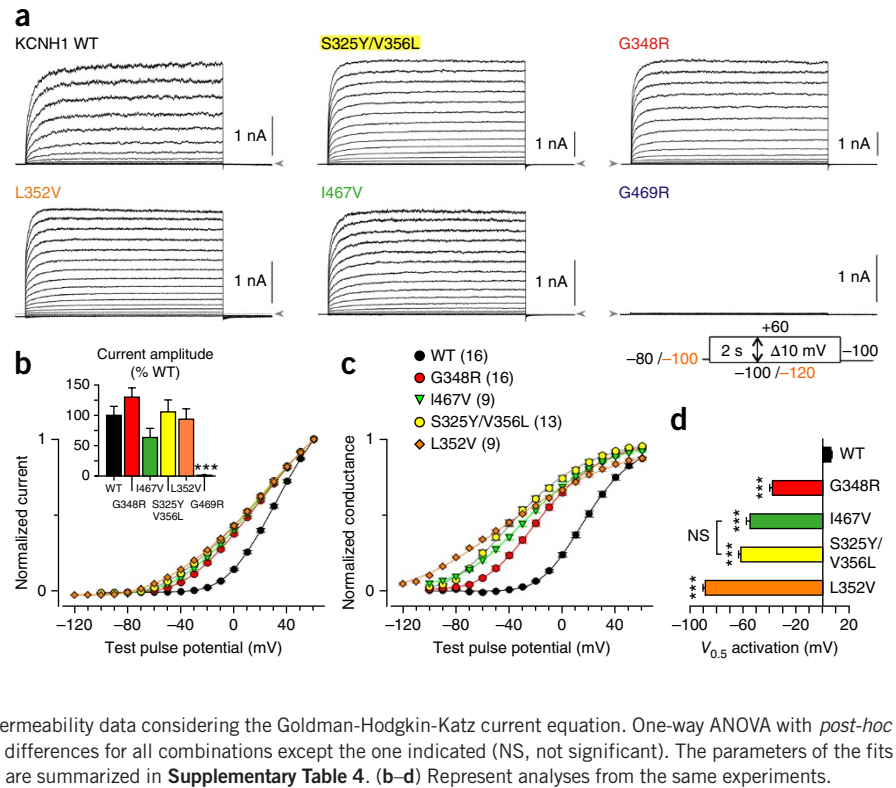 a
KCNH1 WT
S325Y/V356L
G348R
1 nA
1 nA
1 nA
L352V
I467V
G469R
1 nA
1 nA
1 nA
+60
−80 /−100
2 s
Δ10 mV
−100
−100 /−120
b
Current amplitude
(% WT)
150
100
50
0
***
WT
I467V
L352V
G348R
S325Y
V356L
G469R
Normalized current
1
0
−120
−80
−40
0
40
Test pulse potential (mV)
c
WT (16)
G348R (16)
I467V (9)
S325Y/V356L (13)
L352V (9)
Normalized conductance
1
0
−120
−80
−40
0
40
Test pulse potential (mV)
d
WT
***
G348R
***
I467V
NS
***
S325Y/
V356L
***
L352V
−100
−60
−20
20
V0.5 activation (mV)
ermeability data considering the Goldman-Hodgkin-Katz current equation. One-way ANOVA with post-hoc
differences for all combinations except the one indicated (NS, not significant). The parameters of the fits
are summarized in Supplementary Table 4. (b–d) Represent analyses from the same experiments.